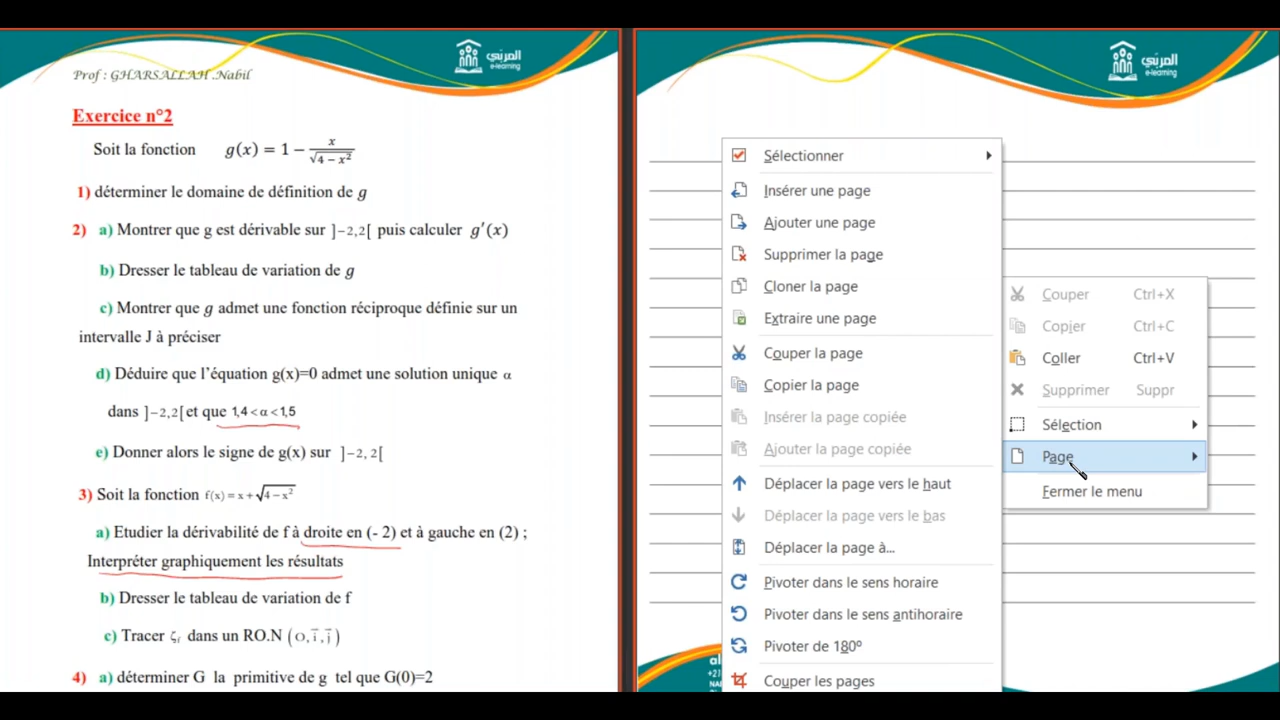 Prof : GHARSALLAH .Nabil
المربّي
e-learning
Exercice n°2
Soit la fonction g(x) = 1 − x/√4 − x²
1) déterminer le domaine de définition de g
2) a) Montrer que g est dérivable sur ]−2,2[ puis calculer g′(x)
b) Dresser le tableau de variation de g
c) Montrer que g admet une fonction réciproque définie sur un
intervalle J à préciser
d) Déduire que l’équation g(x)=0 admet une solution unique α
dans ]−2,2[ et que 1,4 < α < 1,5
e) Donner alors le signe de g(x) sur ]−2, 2[
3) Soit la fonction f(x) = x + √4 − x²
a) Etudier la dérivabilité de f à droite en (- 2) et à gauche en (2) ;
Interpréter graphiquement les résultats
b) Dresser le tableau de variation de f
c) Tracer ζf dans un RO.N (O, i, j)
4) a) déterminer G la primitive de g tel que G(0)=2
المربّي
e-learning
Sélectionner
Insérer une page
Ajouter une page
Supprimer la page
Cloner la page
Extraire une page
Couper la page
Copier la page
Insérer la page copiée
Ajouter la page copiée
Déplacer la page vers le haut
Déplacer la page vers le bas
Déplacer la page à...
Pivoter dans le sens horaire
Pivoter dans le sens antihoraire
Pivoter de 180º
Couper les pages
Couper Ctrl+X
Copier Ctrl+C
Coller Ctrl+V
Supprimer Suppr
Sélection
Page
Fermer le menu